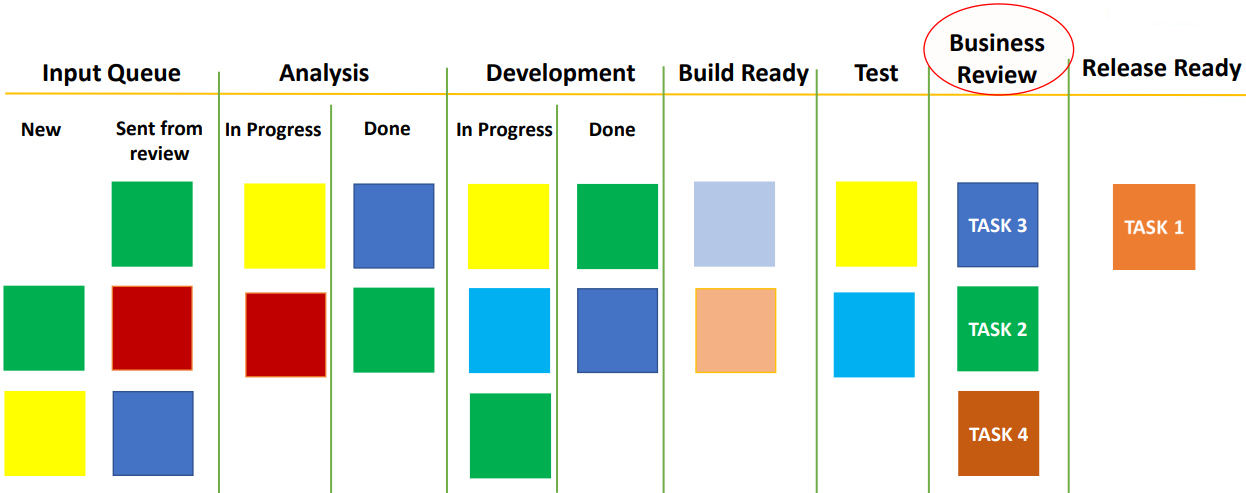 Input Queue
Analysis
Development
Build Ready
Test
Business
Review
Release Ready
New
Sent from
review
In Progress
Done
In Progress
Done
TASK 3
TASK 1
TASK 2
TASK 4